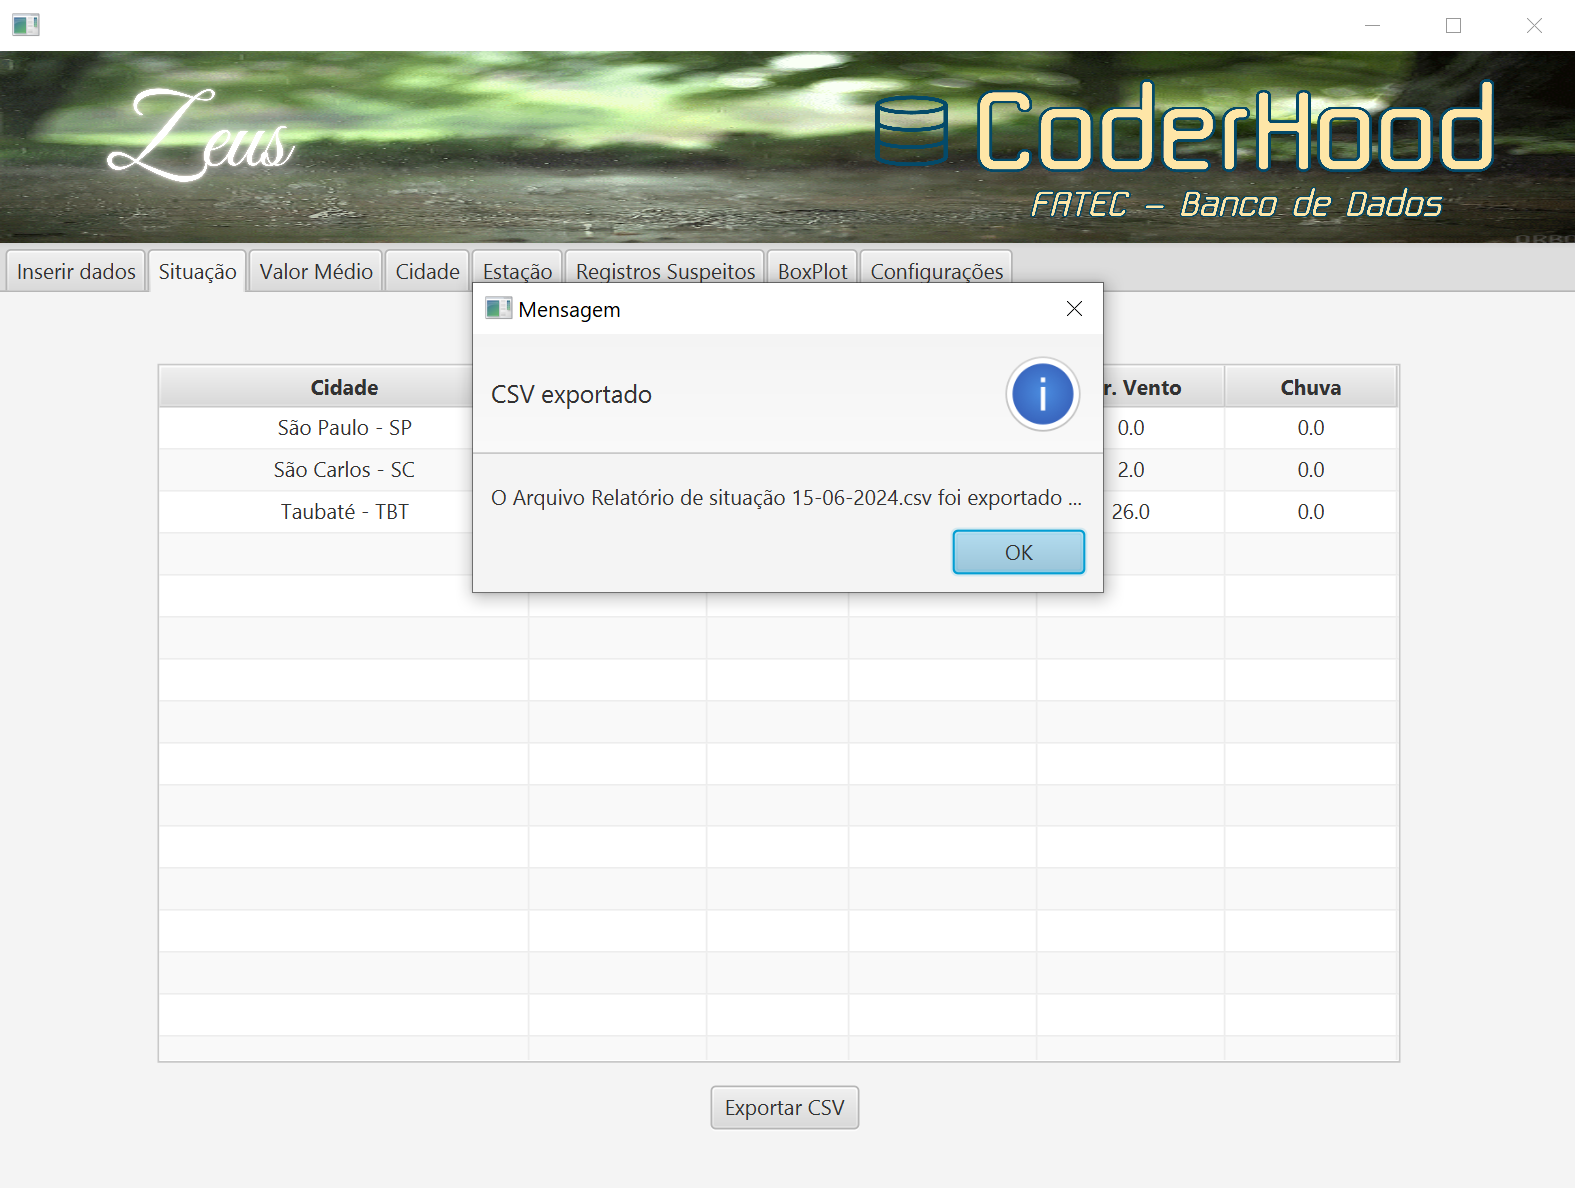 Zeus
CoderHood
FATEC – Banco de Dados
Inserir dados Situação Valor Médio Cidade Estação Registros Suspeitos BoxPlot Configurações
Mensagem
CSV exportado
O Arquivo Relatório de situação 15-06-2024.csv foi exportado ...
OK
Cidade r. Vento Chuva
São Paulo - SP 0.0 0.0
São Carlos - SC 2.0 0.0
Taubaté - TBT 26.0 0.0
Exportar CSV